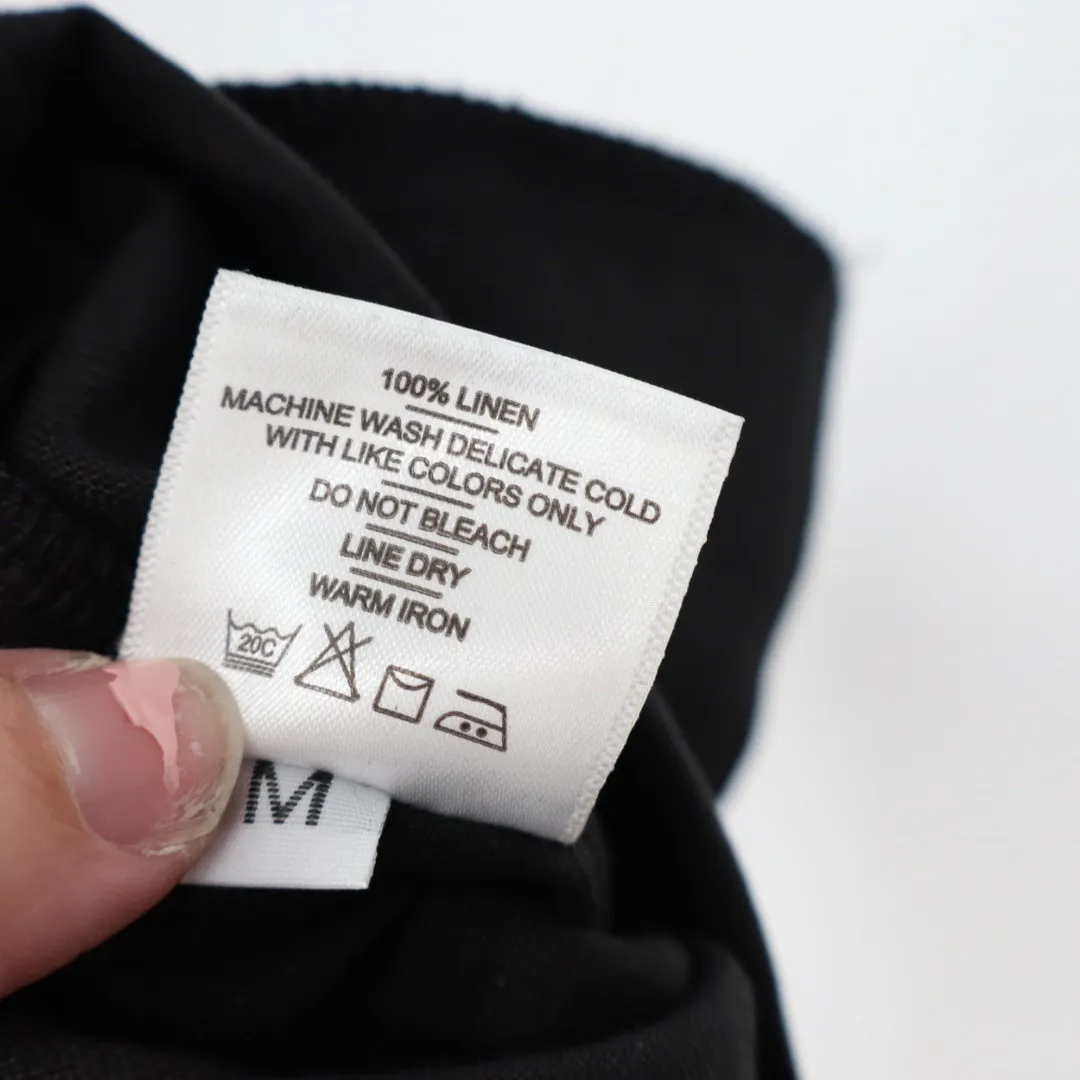 100% LINEN
MACHINE WASH DELICATE COLD
WITH LIKE COLORS ONLY
DO NOT BLEACH
LINE DRY
WARM IRON
20C
M